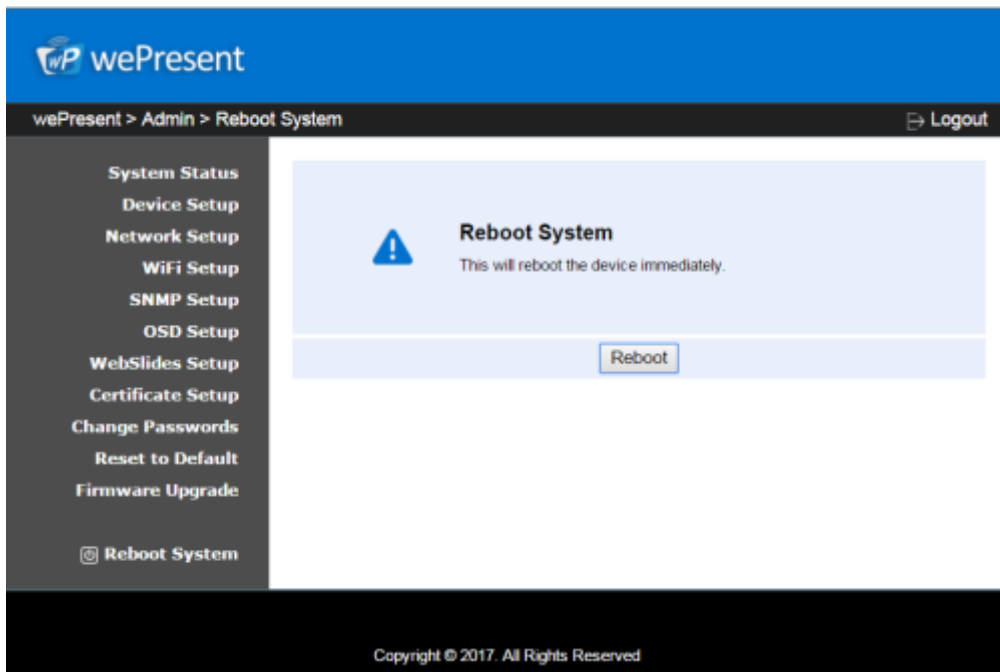 wP wePresent
wePresent > Admin > Reboot System
Logout
System Status
Device Setup
Network Setup
WiFi Setup
SNMP Setup
OSD Setup
WebSlides Setup
Certificate Setup
Change Passwords
Reset to Default
Firmware Upgrade
Reboot System
Reboot System
This will reboot the device immediately.
Reboot
Copyright © 2017. All Rights Reserved